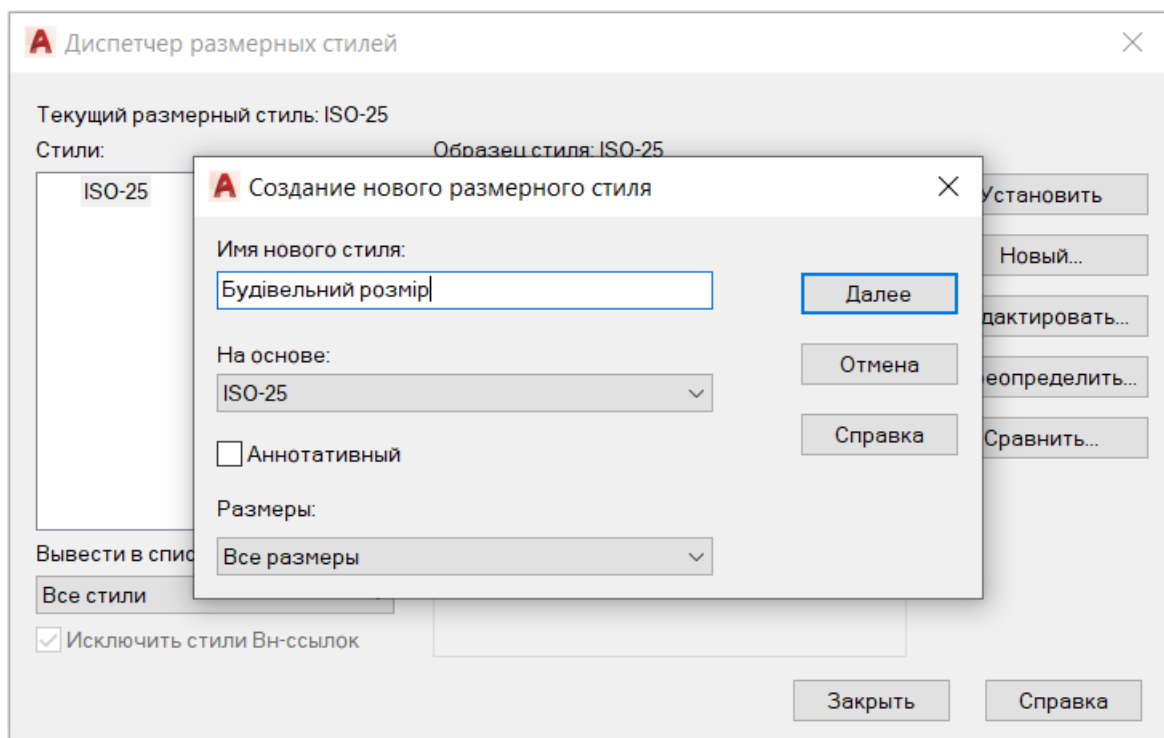 Диспетчер размерных стилей
Текущий размерный стиль: ISO-25
Стили:
Образец стиля: ISO-25
ISO-25
Установить
Новый...
Создание нового размерного стиля
Имя нового стиля:
Будівельний розмір
Далее
На основе:
ISO-25
Отмена
Справка
Аннотативный
Сравнить...
Размеры:
Все размеры
Вывести в
Все стили
Исключить стили Вн-ссылок
Закрыть
Справка